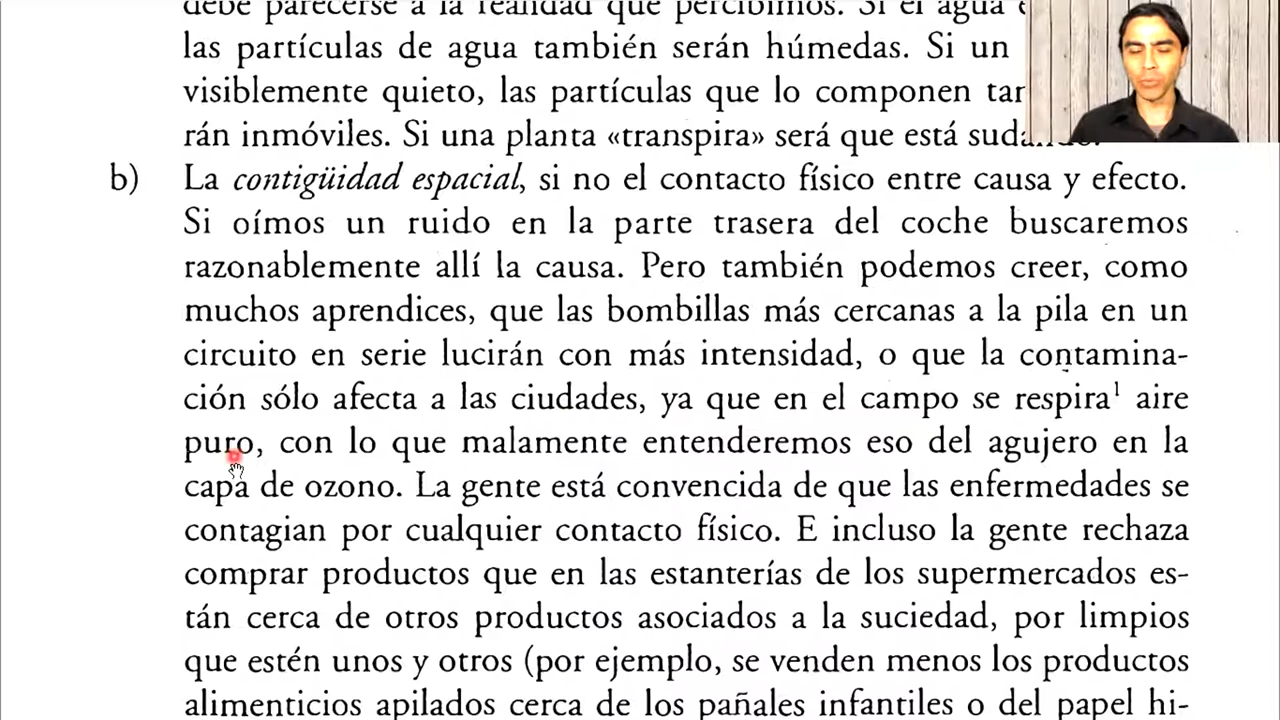 debe parecerse a la realidad que percibimos. Si el agua
las partículas de agua también serán húmedas. Si un
visiblemente quieto, las partículas que lo componen
rán inmóviles. Si una planta «transpira» será que está
b) La contigüidad espacial, si no el contacto físico entre causa y efecto.
Si oímos un ruido en la parte trasera del coche buscaremos
razonablemente allí la causa. Pero también podemos creer, como
muchos aprendices, que las bombillas más cercanas a la pila en un
circuito en serie lucirán con más intensidad, o que la contamina-
ción sólo afecta a las ciudades, ya que en el campo se respira¹ aire
puro, con lo que malamente entenderemos eso del agujero en la
capa de ozono. La gente está convencida de que las enfermedades se
contagian por cualquier contacto físico. E incluso la gente rechaza
comprar productos que en las estanterías de los supermercados es-
tán cerca de otros productos asociados a la suciedad, por limpios
que estén unos y otros (por ejemplo, se venden menos los productos
alimenticios apilados cerca de los pañales infantiles o del papel hi-